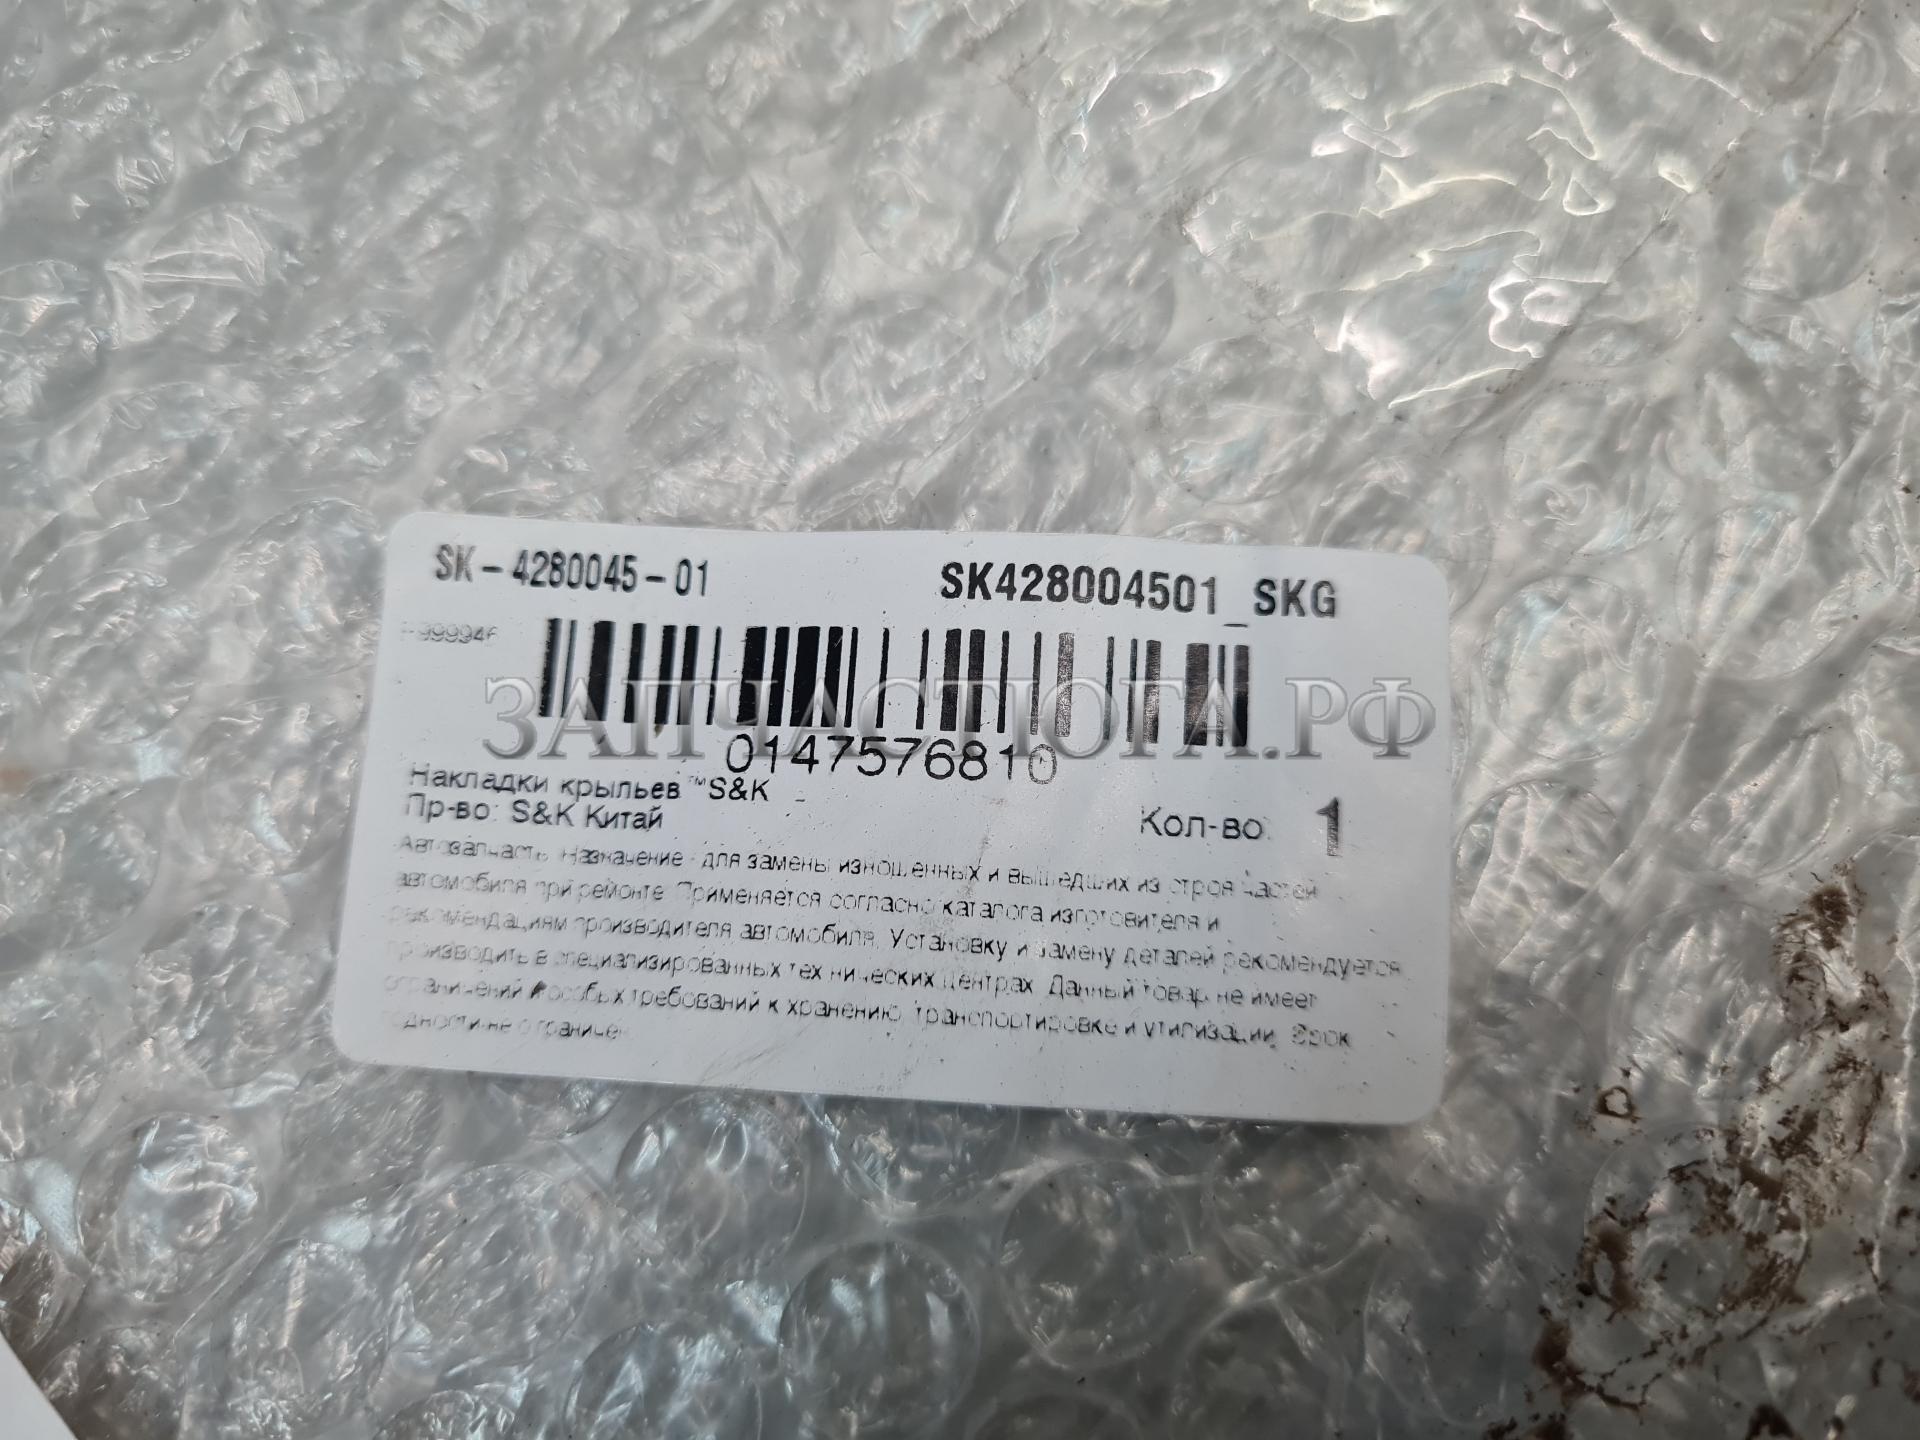 SK-4280045-01 SK428004501_SKG
ЗАПЧАСТЮГА.РФ
0147576810
Накладки крыльев ™S&K
Пр-во: S&K Китай
Кол-во: 1
Автозапчасть. Назначение - для замены изношенных и вышедших из строя частей
автомобиля при ремонте. Применяется согласно каталога изготовителя и
рекомендациям производителя автомобиля. Установку и замену деталей рекомендуется
производить в специализированных технических центрах. Данный товар не имеет
ограничений и особых требований к хранению, транспортировке и утилизации. Срок
годности не ограничен